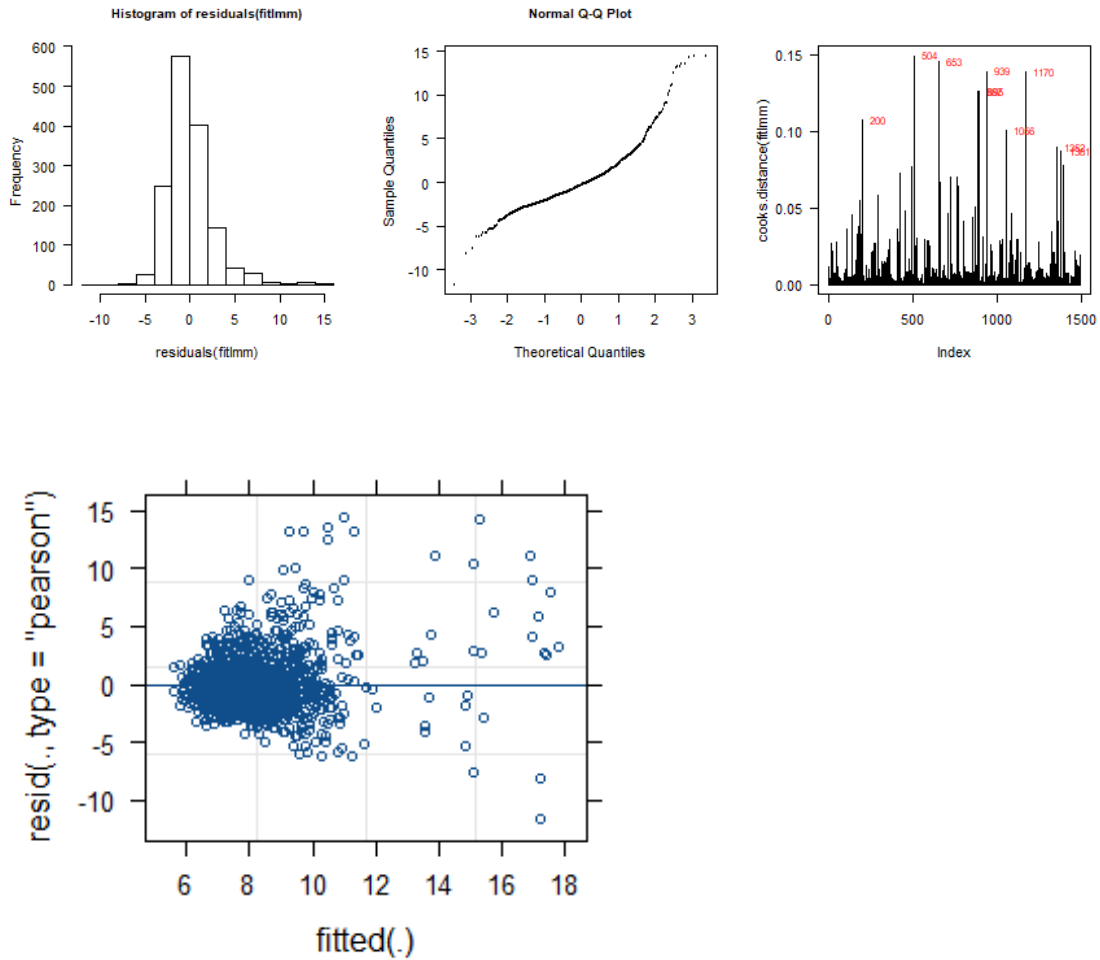 Histogram of residuals(fitlmm)
Frequency
600
500
400
300
200
100
0
-10 -5 0 5 10 15
residuals(fitlmm)
Normal Q-Q Plot
Sample Quantiles
15
10
5
0
-5
-10
-3 -2 -1 0 1 2 3
Theoretical Quantiles
cooks.distance(fitlmm)
0.15
0.10
0.05
0.00
504
653
939
1170
200
1066
1352
1381
0 500 1000 1500
Index
resid(., type = "pearson")
15
10
5
0
-5
-10
6 8 10 12 14 16 18
fitted(.)